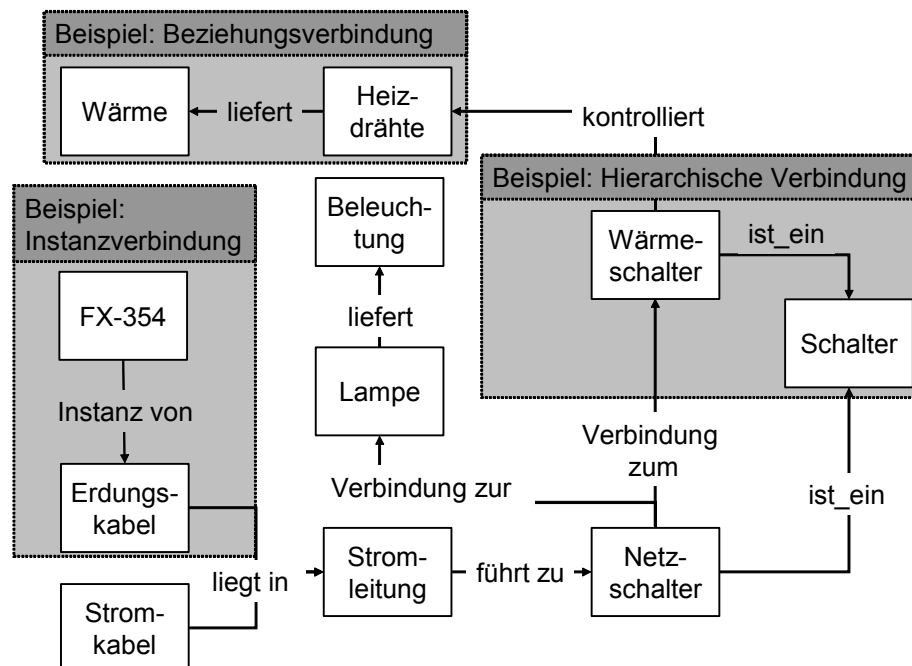 Beispiel: Beziehungsverbindung
Wärme
liefert
Heiz-
drähte
kontrolliert
Beispiel: Hierarchische Verbindung
Beispiel:
Instanzverbindung
Beleuch-
tung
Wärme-
schalter
ist_ein
FX-354
liefert
Schalter
Lampe
Instanz von
Verbindung
zum
Erdungs-
kabel
Verbindung zur
ist_ein
liegt in
Strom-
leitung
führt zu
Netz-
schalter
Strom-
kabel